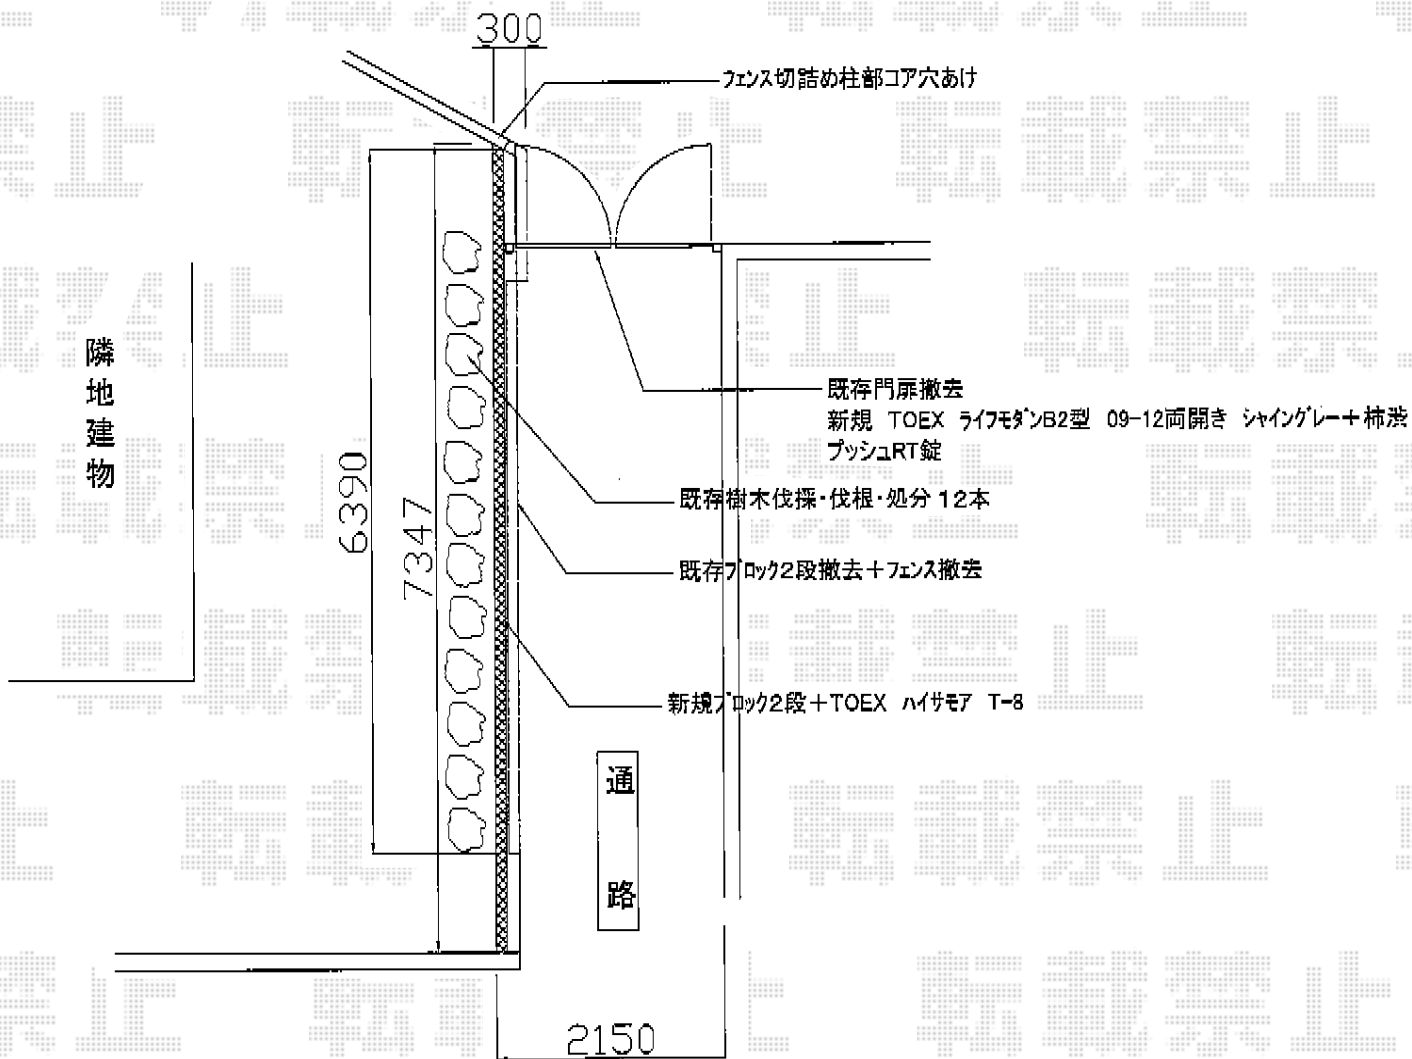 300
フェンス切詰め柱部コア穴あけ
隣地建物
既存門扉撤去
新規 TOEX ライフモダンB2型 09-12両開き シャイングレー+柿渋
プッシュRT錠
6390
7347
既存樹木伐採・伐根・処分 12本
既存ブロック2段撤去+フェンス撤去
新規ブロック2段+TOEX ハイサモア T-8
通路
2150
転載禁止